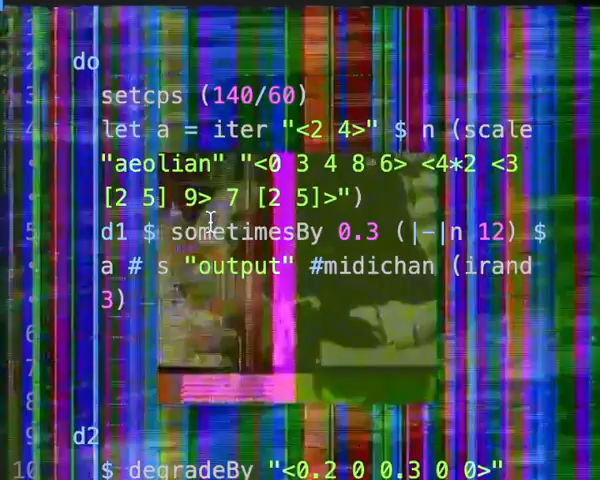 1
2 do
3 setcps (140/60)
4 let a = iter "<2 4>" $ n (scale
"aeolian" "<0 3 4 8 6> <4*2 <3
[2 5] 9> 7 [2 5]>")
5 d1 $ sometimesBy 0.3 (|-|n 12) $
a # s "output" #midichan (irand
3)
6
7
8
9 d2
10 $ degradeBy "<0.2 0 0.3 0 0>"